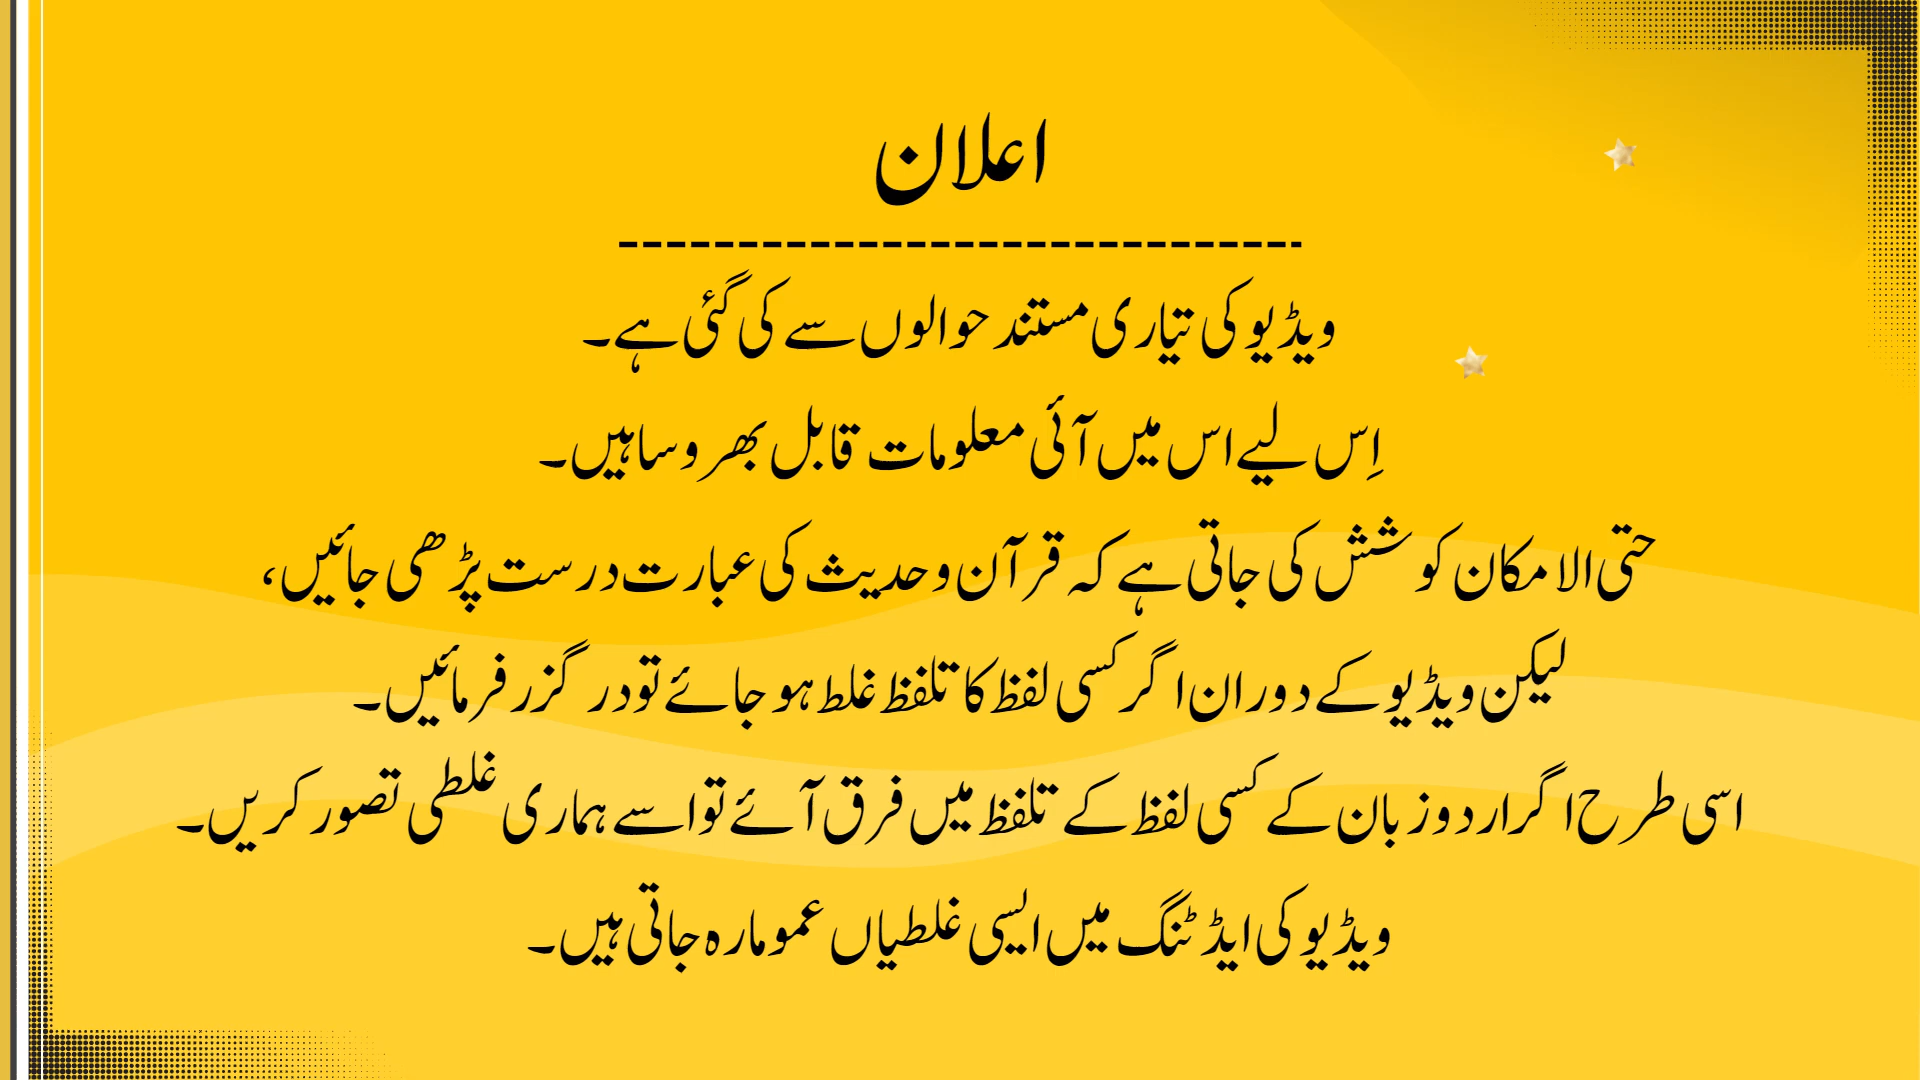 اعلان
-----------------------------
ویڈیو کی تیاری مستند حوالوں سے کی گئی ہے۔
اِس لیے اس میں آئی معلومات قابل بھروسا ہیں۔
حتی الامکان کوشش کی جاتی ہے کہ قرآن و حدیث کی عبارت درست پڑھی جائیں،
لیکن ویڈیو کے دوران اگر کسی لفظ کا تلفظ غلط ہو جائے تو در گزر فرمائیں۔
اسی طرح اگر اردو زبان کے کسی لفظ کے تلفظ میں فرق آئے تو اسے ہماری غلطی تصور کریں۔
ویڈیو کی ایڈٹنگ میں ایسی غلطیاں عموما رہ جاتی ہیں۔